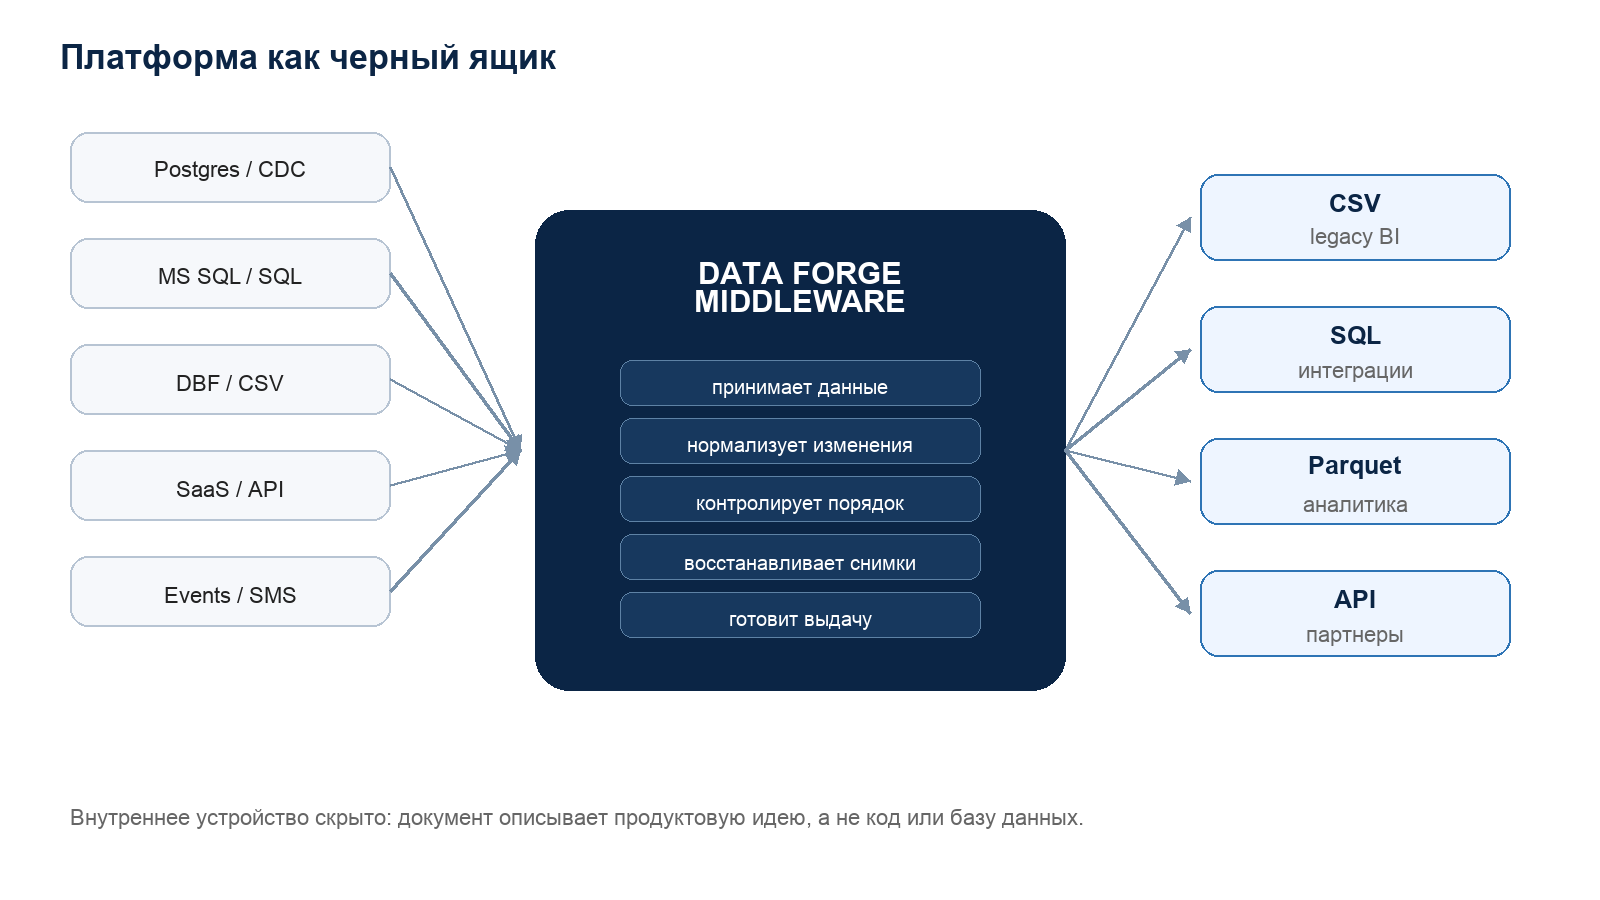 Платформа как черный ящик
Postgres / CDC
MS SQL / SQL
DBF / CSV
SaaS / API
Events / SMS
DATA FORGE
MIDDLEWARE
принимает данные
нормализует изменения
контролирует порядок
восстанавливает снимки
готовит выдачу
CSV
legacy BI
SQL
интеграции
Parquet
аналитика
API
партнеры
Внутреннее устройство скрыто: документ описывает продуктовую идею, а не код или базу данных.